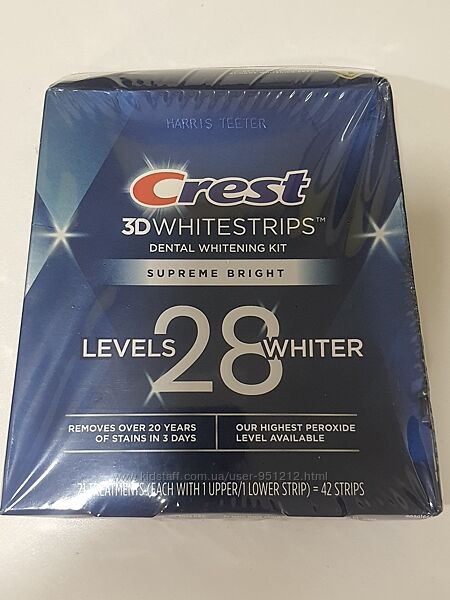 HARRIS TEETER
Crest
3DWHITESTRIPS™
DENTAL WHITENING KIT
SUPREME BRIGHT
LEVELS 28 WHITER
REMOVES OVER 20 YEARS
OF STAINS IN 3 DAYS
OUR HIGHEST PEROXIDE
LEVEL AVAILABLE
www.kidstaff.com.ua/user-951212.html
21 TREATMENTS (EACH WITH 1 UPPER/1 LOWER STRIP) = 42 STRIPS